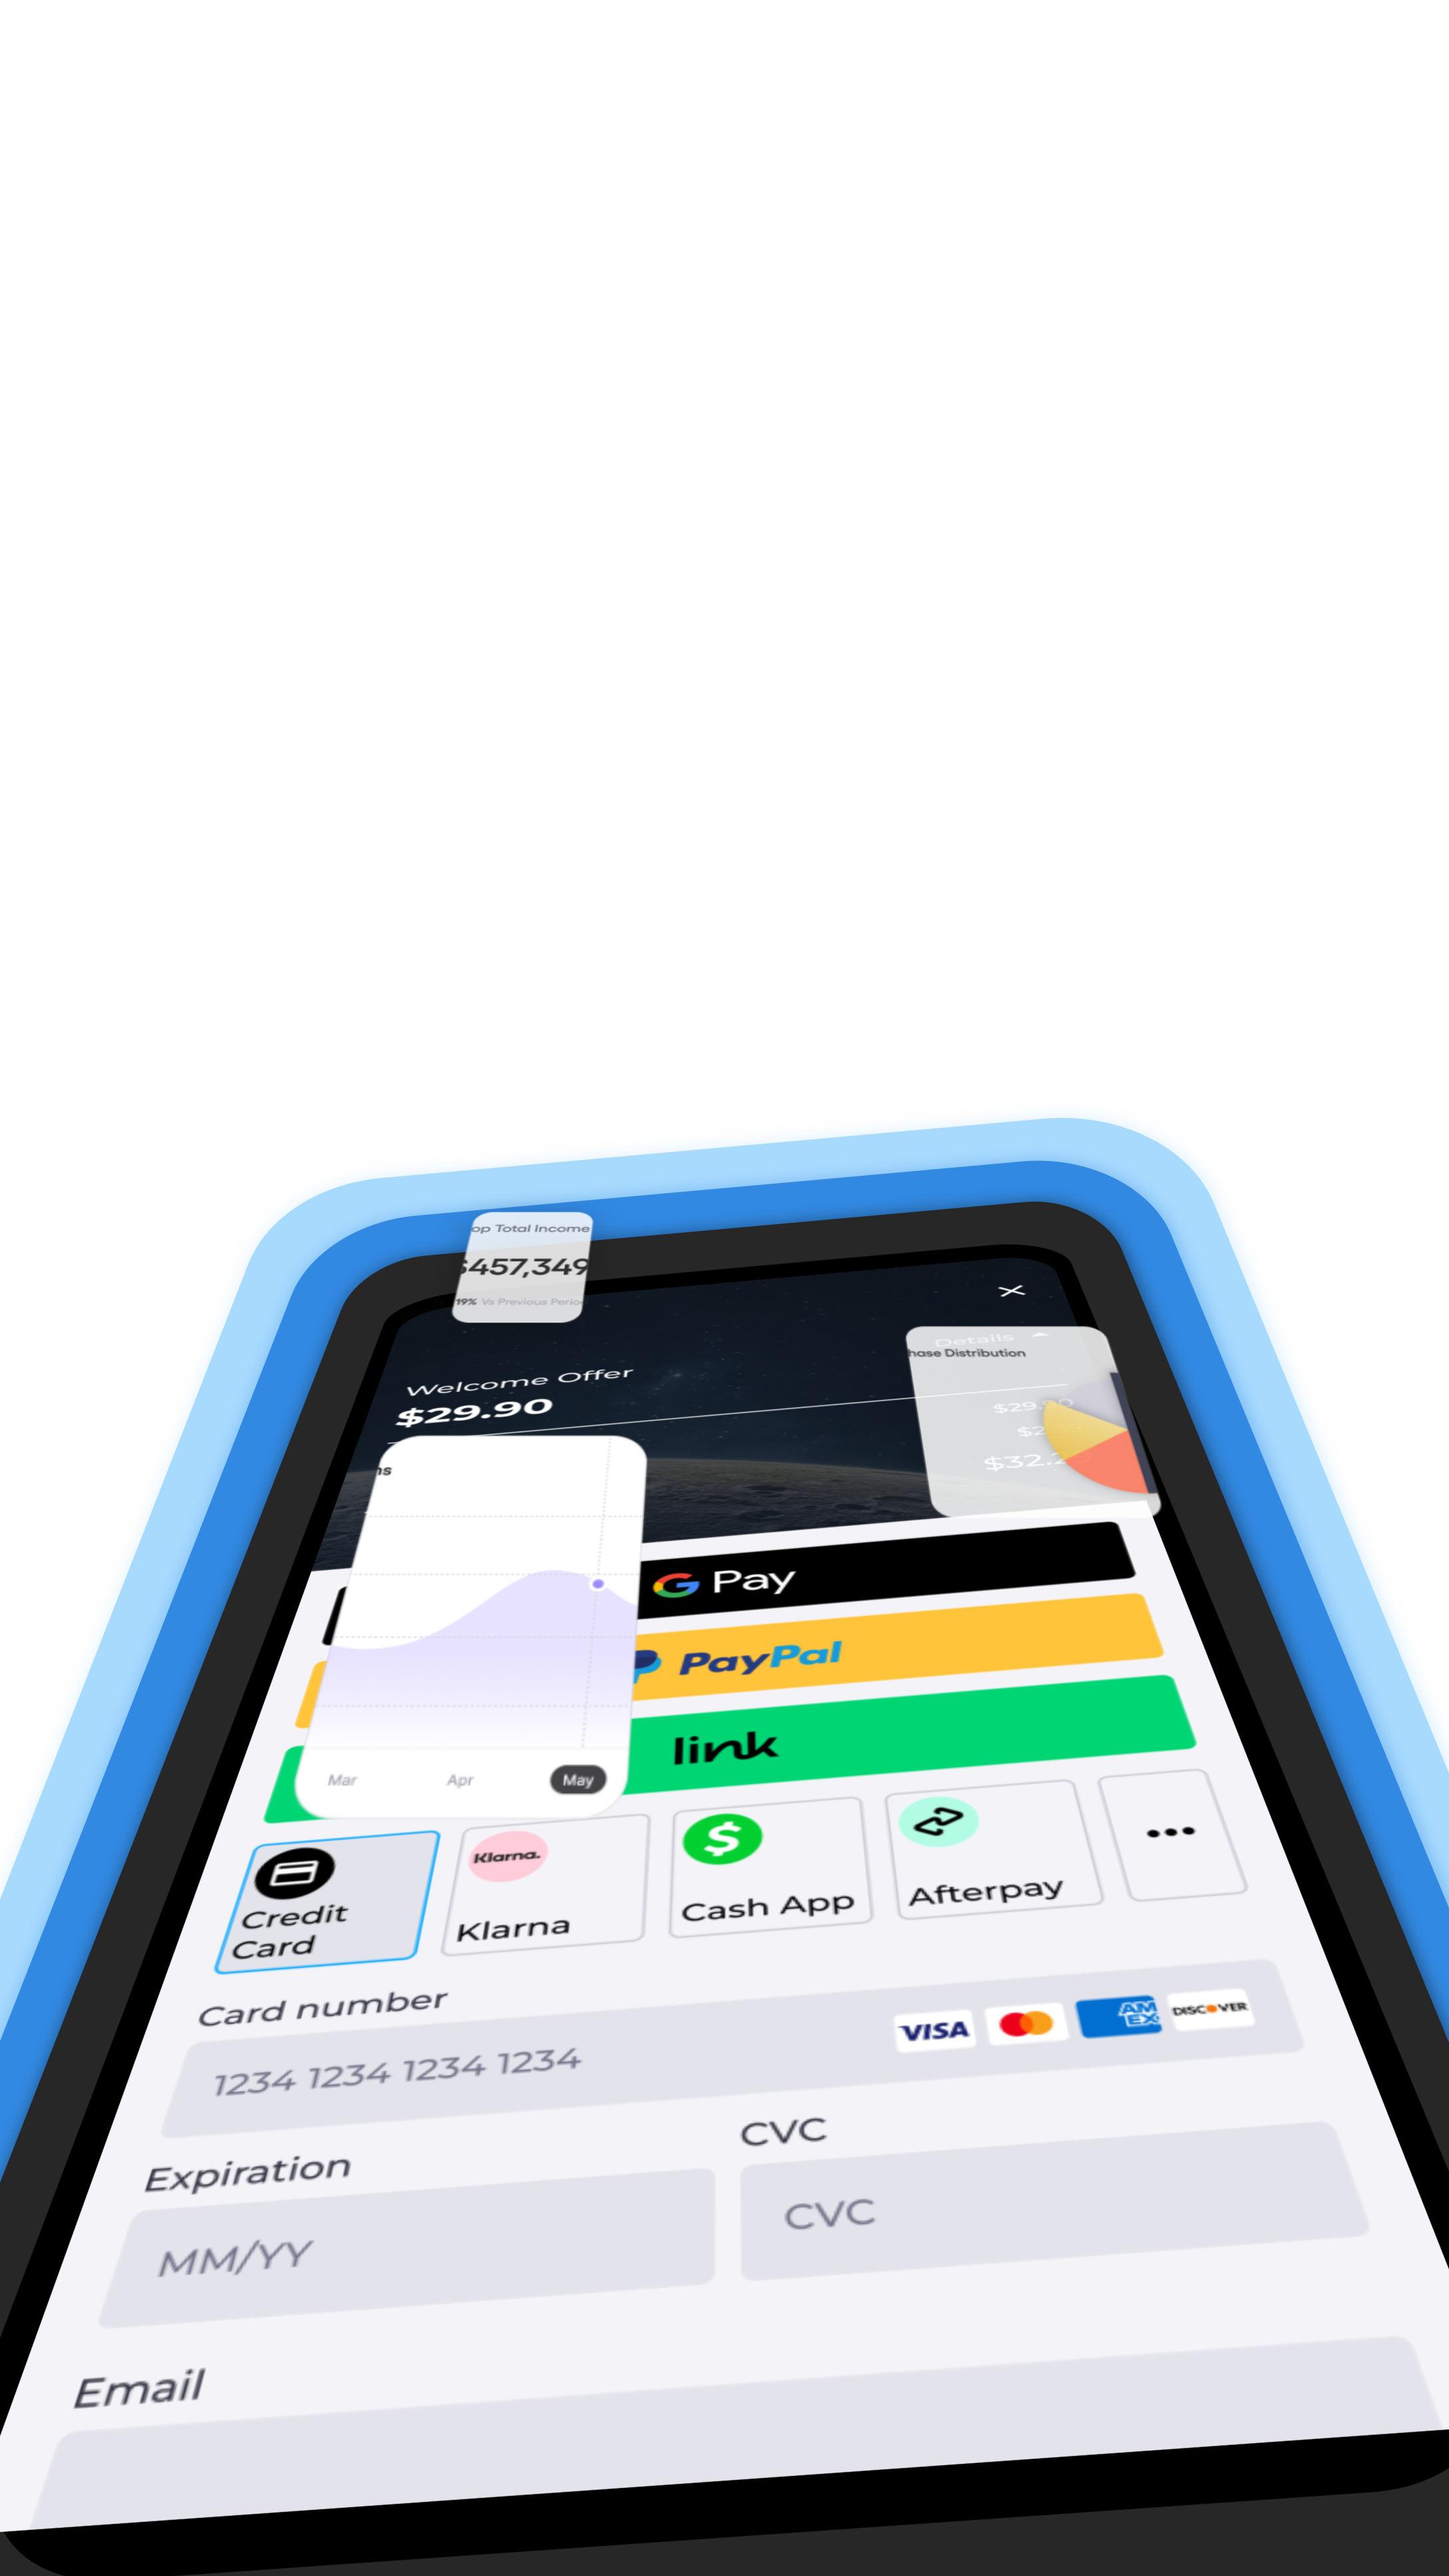 op Total Income
$457,349
19% Vs Previous Perio
Details
hase Distribution
Welcome Offer
$29.90
$29.
$2
$32.2
ns
G Pay
PayPal
link
Mar Apr May
Credit
Card
Klarna.
Klarna
Cash App
Afterpay
Card number
1234 1234 1234 1234
VISA
AM
EX
DISCOVER
Expiration
CVC
MM/YY
CVC
Email